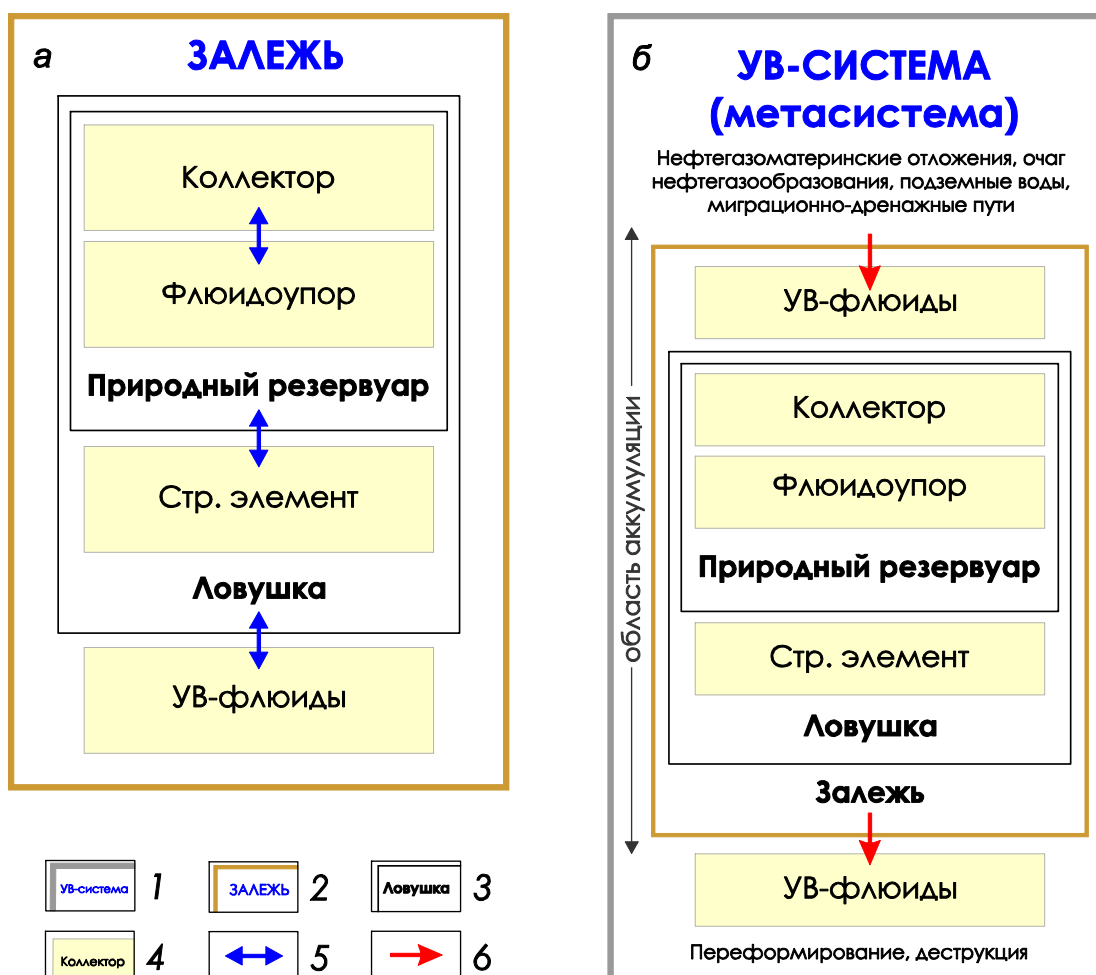 а
ЗАЛЕЖЬ
Коллектор
Флюидоупор
Природный резервуар
Стр. элемент
Ловушка
УВ-флюиды
б
УВ-СИСТЕМА
(метасистема)
Нефтегазоматеринские отложения, очаг
нефтегазообразования, подземные воды,
миграционно-дренажные пути
область аккумуляции
УВ-флюиды
Коллектор
Флюидоупор
Природный резервуар
Стр. элемент
Ловушка
Залежь
УВ-флюиды
Переформирование, деструкция
УВ-система 1
ЗАЛЕЖЬ 2
Ловушка 3
Коллектор 4
5
6